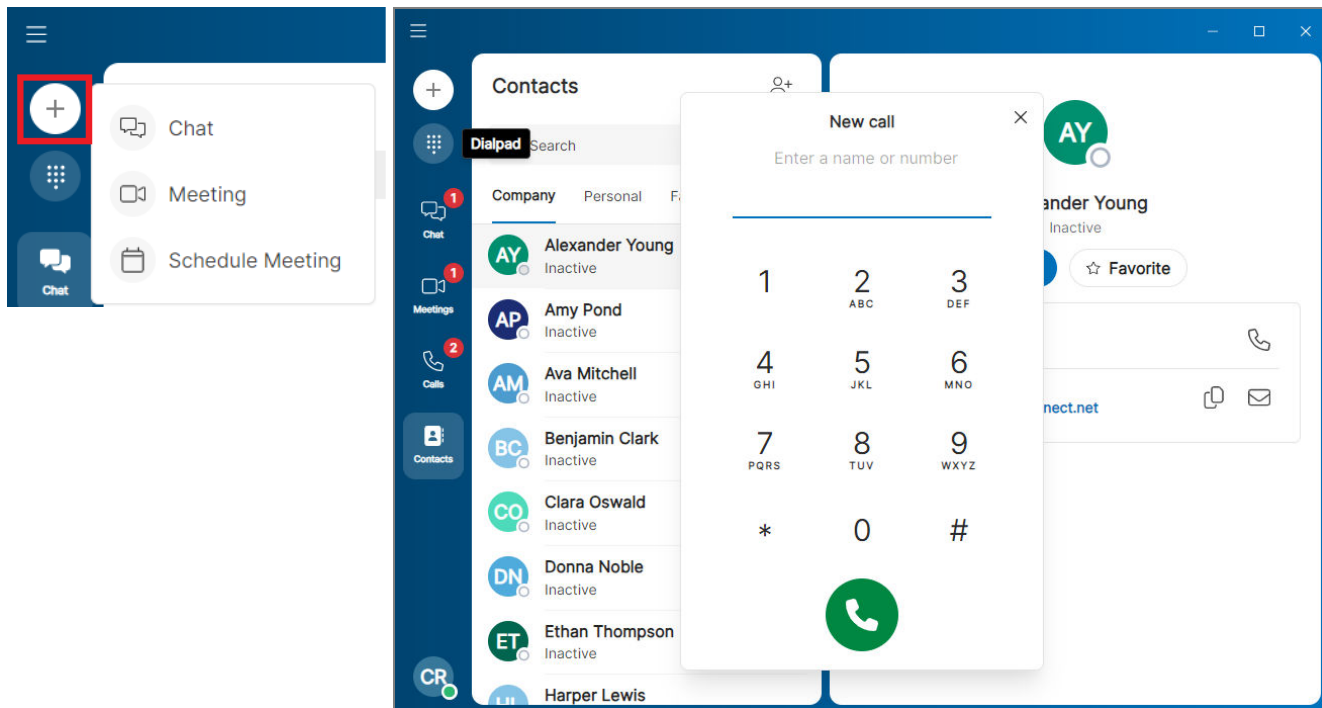 Chat
Meeting
Schedule Meeting
Chat
Contacts
Dialpad
Search
Company Personal
Chat 1
Meetings 1
Calls 2
Contacts
AY Alexander Young
Inactive
AP Amy Pond
Inactive
AM Ava Mitchell
Inactive
BC Benjamin Clark
Inactive
CO Clara Oswald
Inactive
DN Donna Noble
Inactive
ET Ethan Thompson
Inactive
Harper Lewis
CR
New call
Enter a name or number
1 2 3
ABC DEF
4 5 6
GHI JKL MNO
7 8 9
PQRS TUV WXYZ
* 0 #
AY
ander Young
Inactive
Favorite
nect.net